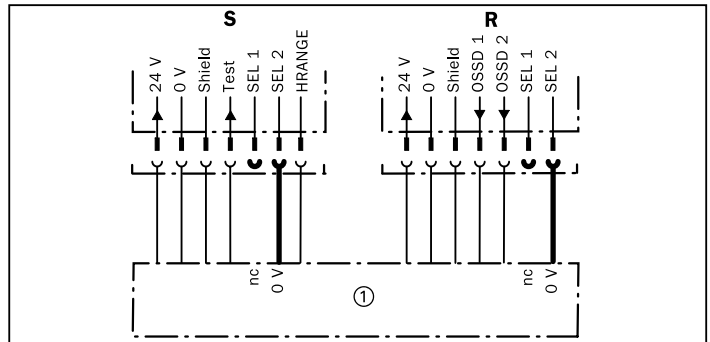 S
R
24 V
0 V
Shield
Test
SEL 1
SEL 2
HRANGE
24 V
0 V
Shield
OSSD 1
OSSD 2
SEL 1
SEL 2
nc
0 V
nc
0 V
①